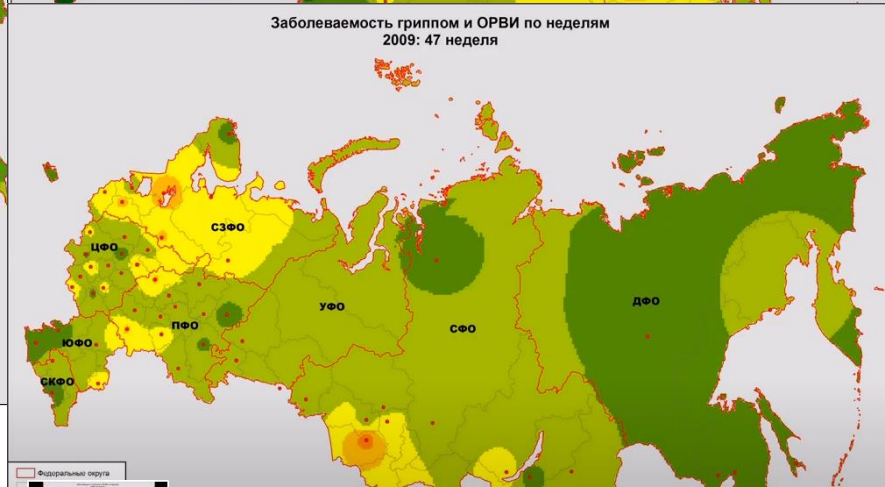 Заболеваемость гриппом и ОРВИ по неделям
2009: 47 неделя
СЗФО
ЦФО
УФО
ДФО
СФО
ПФО
ЮФО
СКФО
Федеральные округа